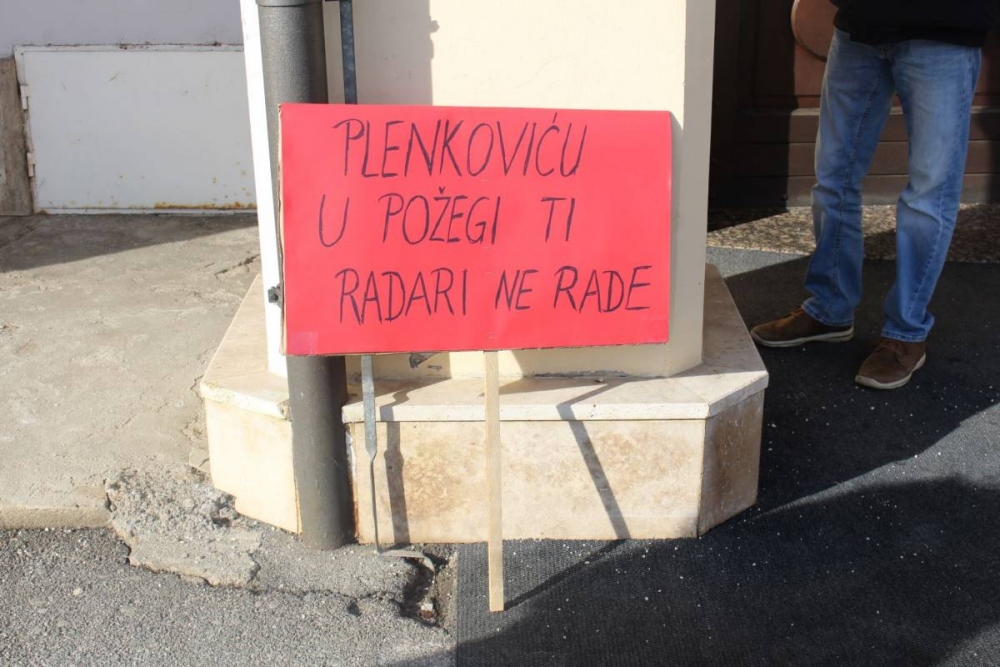 PLENKOVIĆU
U POŽEGI TI
RADARI NE RADE